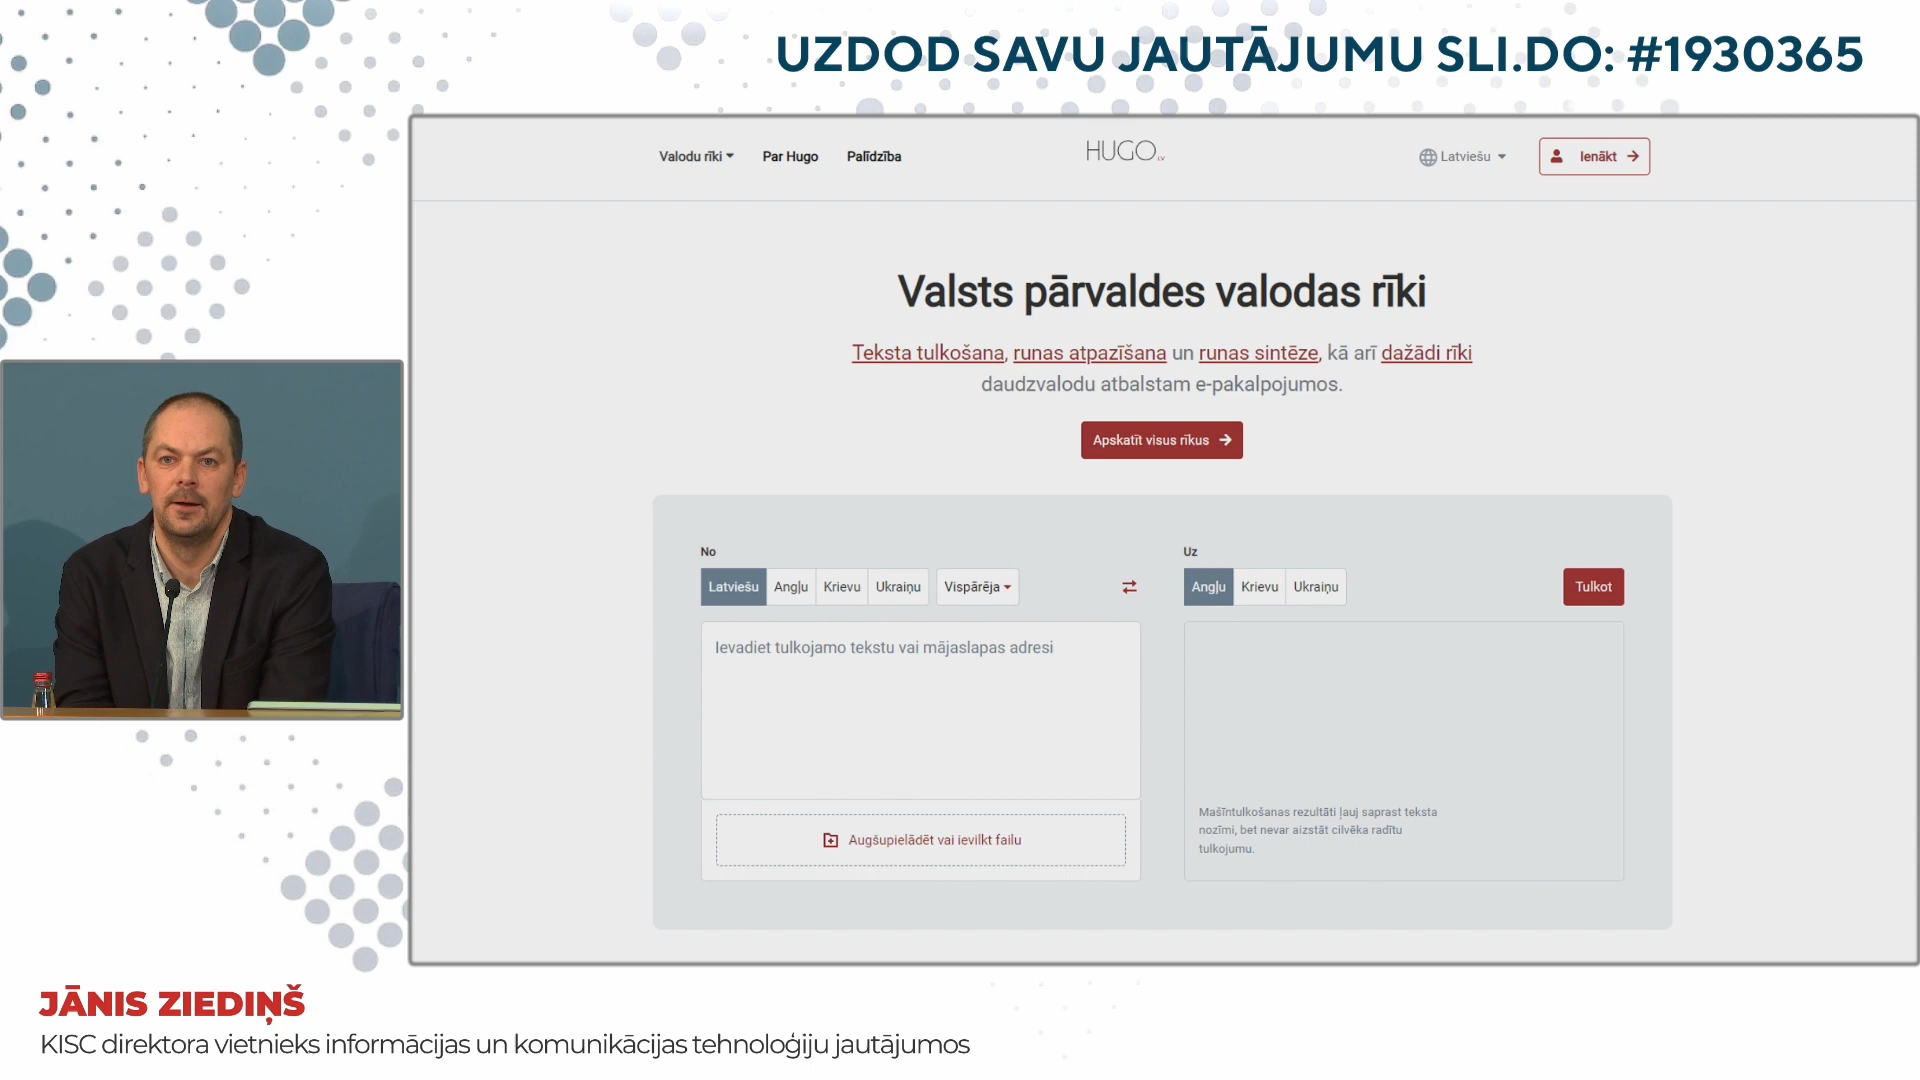 UZDOD SAVU JAUTĀJUMU SLI.DO: #1930365
Valodu rīki
Par Hugo
Palīdzība
HUGO.LV
Latviešu
Ienākt
Valsts pārvaldes valodas rīki
Teksta tulkošana, runas atpazīšana un runas sintēze, kā arī dažādi rīki
daudzvalodu atbalstam e-pakalpojumos.
Apskatīt visus rīkus
No
Latviešu
Angļu
Krievu
Ukraiņu
Vispārēja
Uz
Angļu
Krievu
Ukraiņu
Tulkot
Ievadiet tulkojamo tekstu vai mājaslapas adresi
Augšupielādēt vai ievilkt failu
Mašīntulkošanas rezultāti ļauj saprast teksta
nozīmi, bet nevar aizstāt cilvēka radītu
tulkojumu.
JĀNIS ZIEDIŅŠ
KISC direktora vietnieks informācijas un komunikācijas tehnoloģiju jautājumos